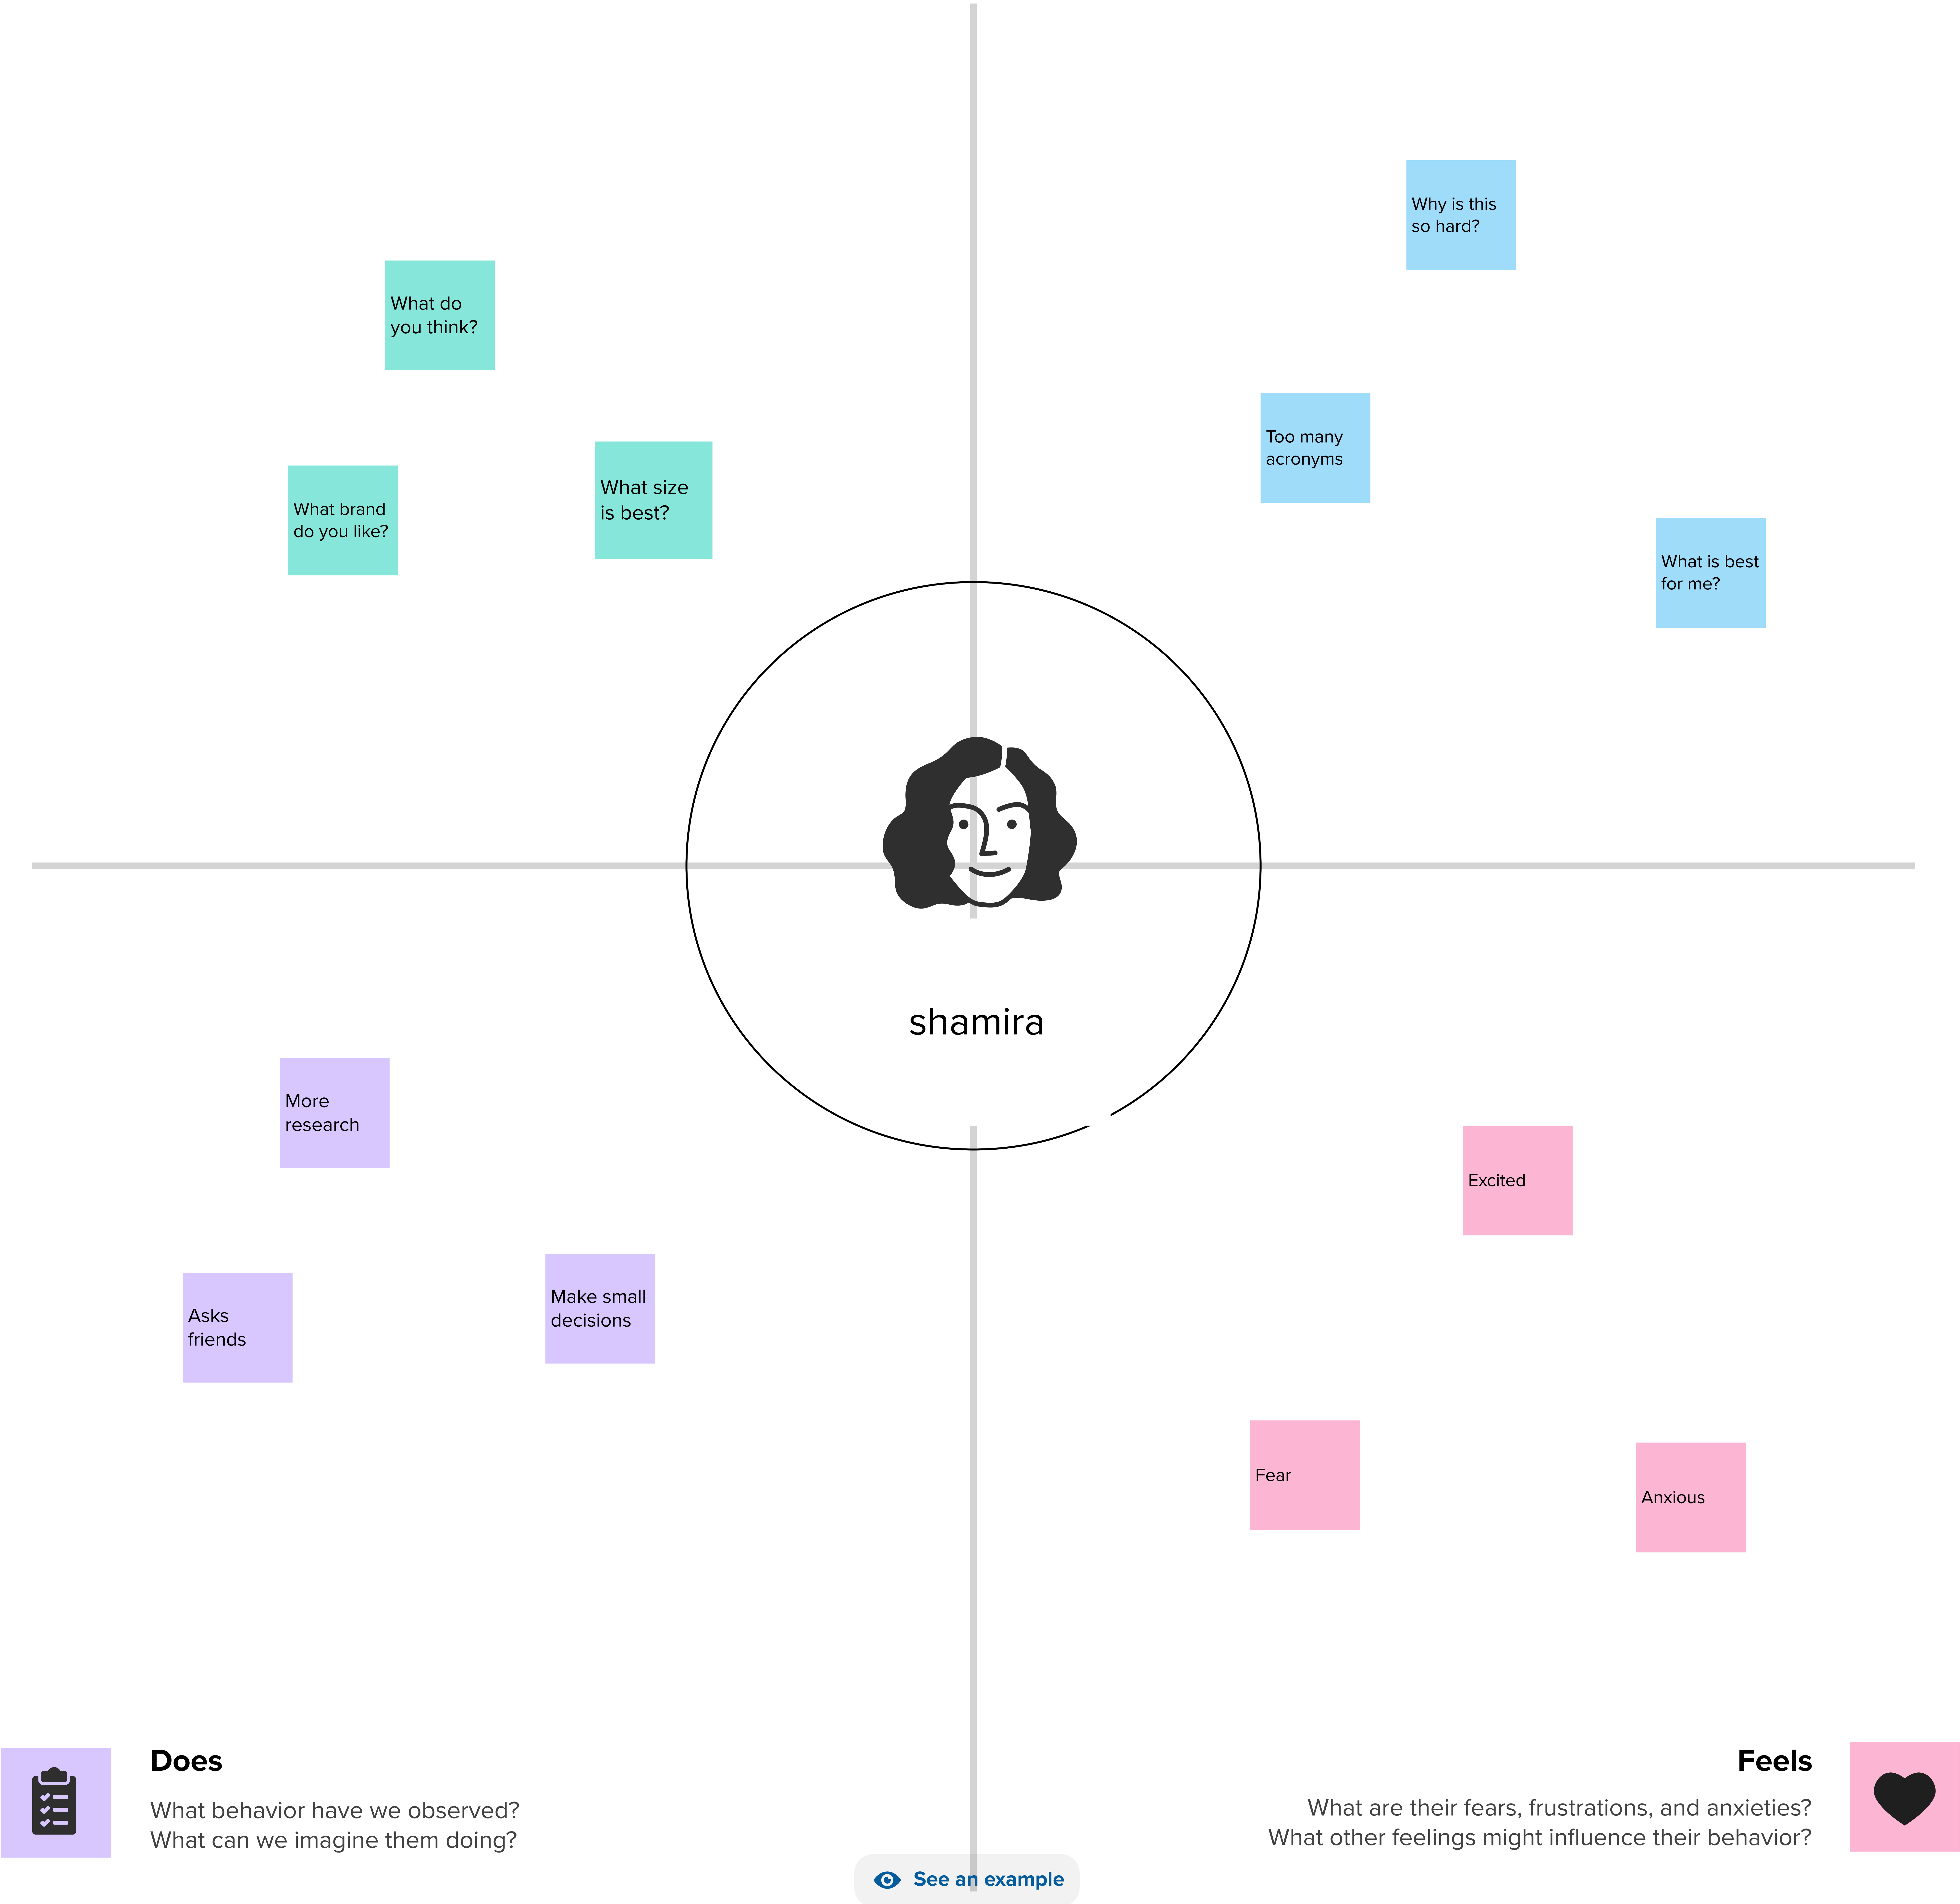 Why is this
so hard?
What do
you think?
Too many
acronyms
What size
is best?
What brand
do you like?
What is best
for me?
shamira
More
research
Excited
Make small
decisions
Asks
friends
Fear
Anxious
Does
What behavior have we observed?
What can we imagine them doing?
Feels
What are their fears, frustrations, and anxieties?
What other feelings might influence their behavior?
See an example